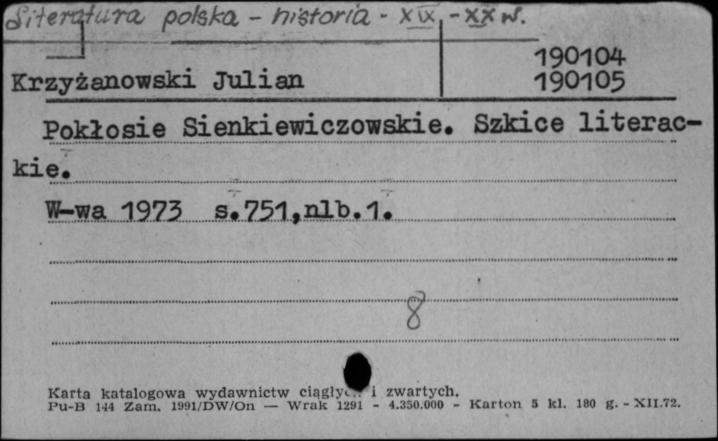 Literatura polska - historia - XIX, - XX w.
190104
Krzyżanowski Julian 190105
Pokłosie Sienkiewiczowskie. Szkice literac-
kie.
W-wa 1973 s.751,nlb.1.
8
Karta katalogowa wydawnictw ciągłych i zwartych.
Pu-B 144 Zam. 1991/DW/On — Wrak 1291 - 4.350.000 - Karton 5 kl. 180 g. - XII.72.